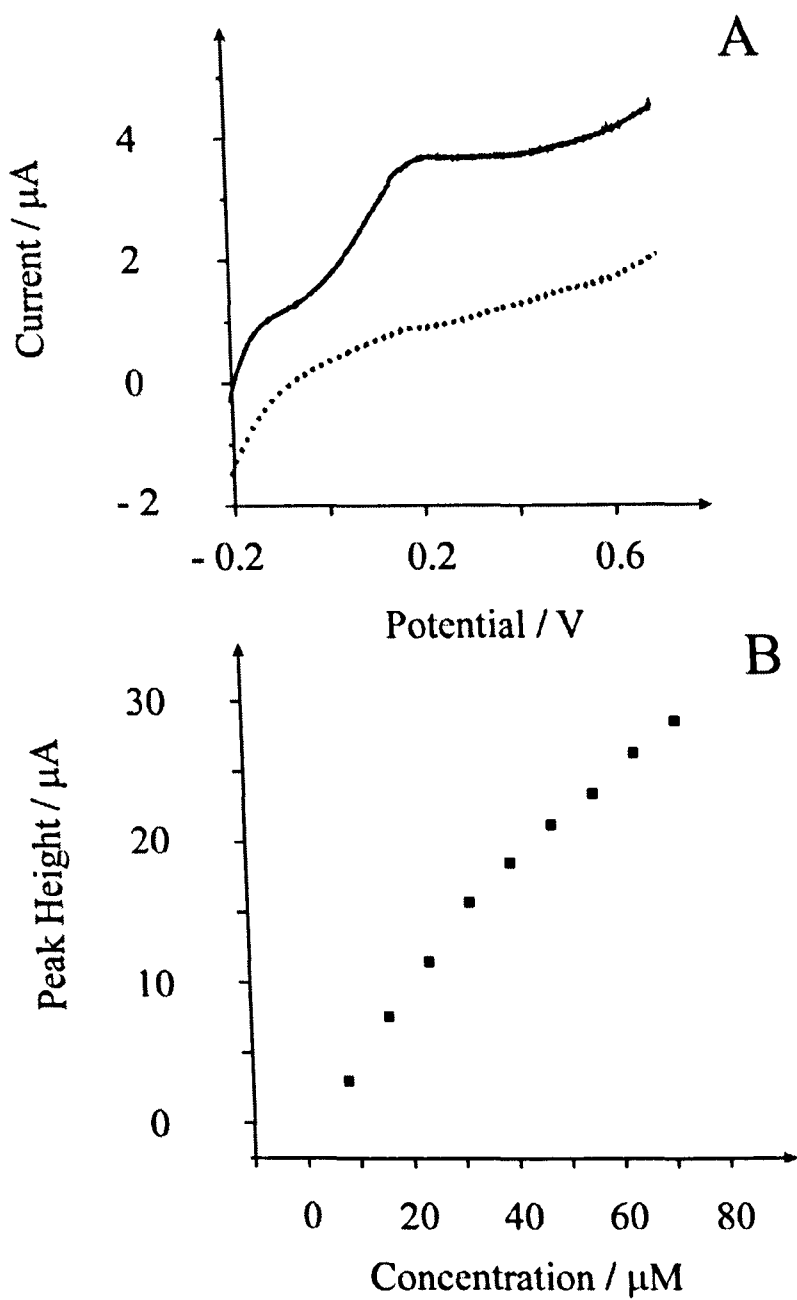 A
4
2
0
- 2
Current / μA
- 0.2 0.2 0.6
Potential / V
B
30
20
10
0
Peak Height / μA
0 20 40 60 80
Concentration / μM